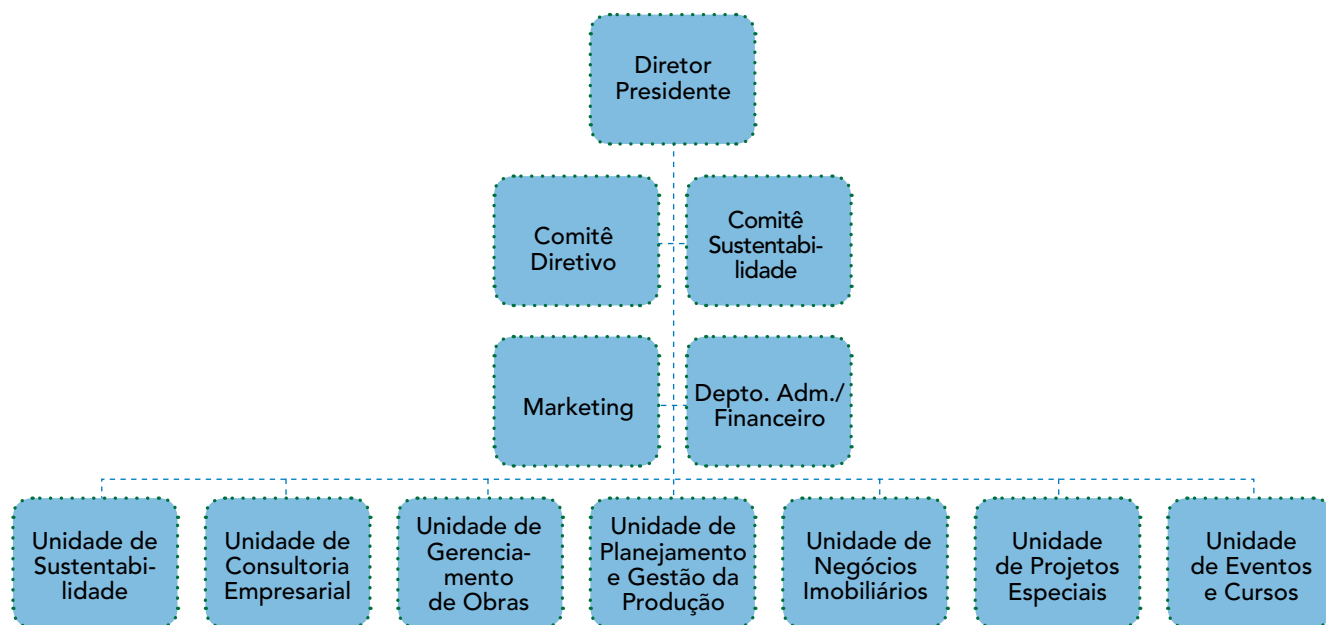 Diretor
Presidente
Comitê
Diretivo
Comitê
Sustentabi-
lidade
Marketing
Depto. Adm./
Financeiro
Unidade de
Sustentabi-
lidade
Unidade de
Consultoria
Empresarial
Unidade de
Gerencia-
mento
de Obras
Unidade de
Planejamento
e Gestão da
Produção
Unidade de
Negócios
Imobiliários
Unidade
de Projetos
Especiais
Unidade
de Eventos
e Cursos